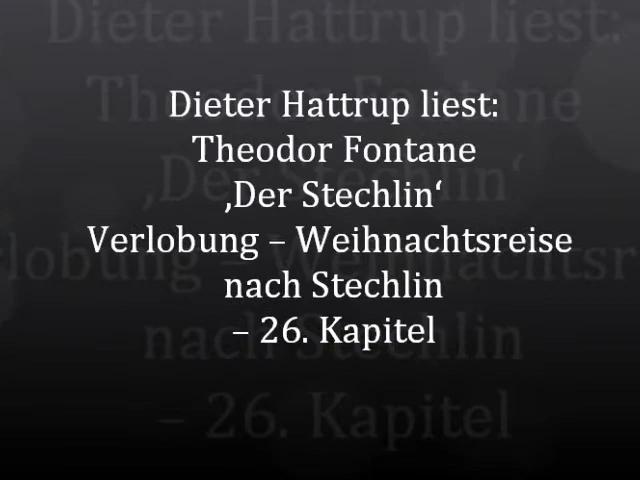 Dieter Hattrup liest:
Theodor Fontane
‚Der Stechlin‘
Verlobung – Weihnachtsreise
nach Stechlin
– 26. Kapitel